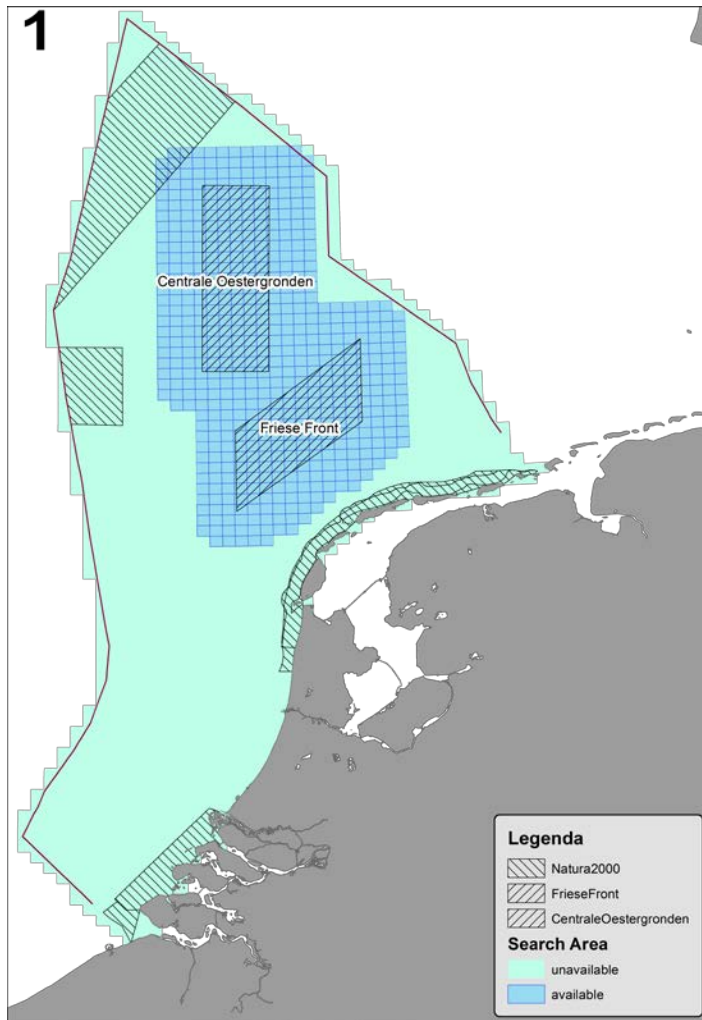 1
Centrale Oestergronden
Friese Front
Legenda
Natura2000
FrieseFront
CentraleOestergronden
Search Area
unavailable
available